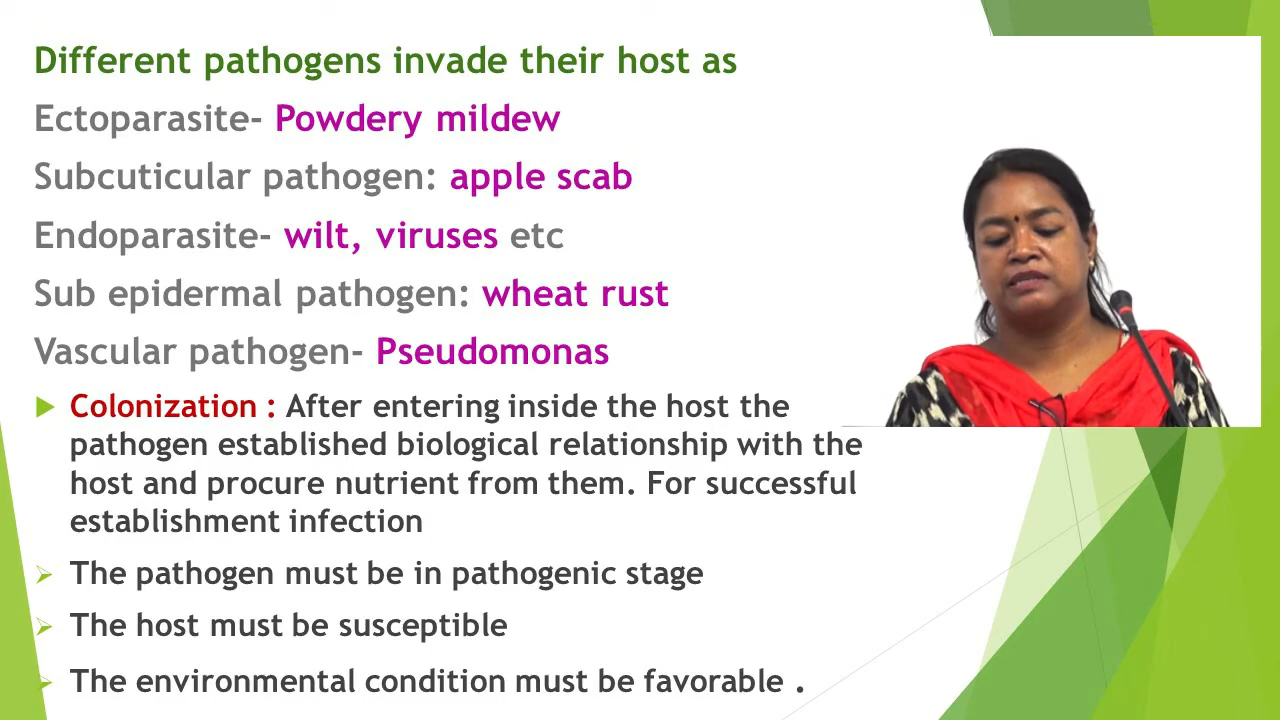 Different pathogens invade their host as
Ectoparasite- Powdery mildew
Subcuticular pathogen: apple scab
Endoparasite- wilt, viruses etc
Sub epidermal pathogen: wheat rust
Vascular pathogen- Pseudomonas
Colonization : After entering inside the host the
pathogen established biological relationship with the
host and procure nutrient from them. For successful
establishment infection
The pathogen must be in pathogenic stage
The host must be susceptible
The environmental condition must be favorable .